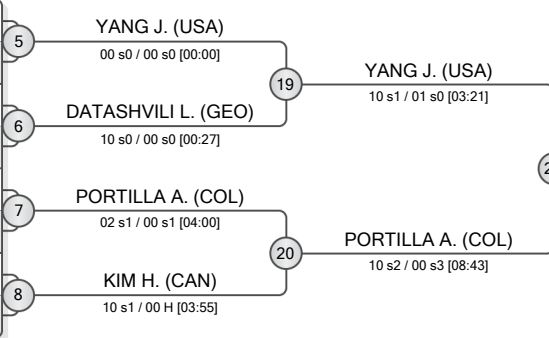 5
YANG J. (USA)
00 s0 / 00 s0 [00:00]
19
YANG J. (USA)
10 s1 / 01 s0 [03:21]
6
DATASHVILI L. (GEO)
10 s0 / 00 s0 [00:27]
7
PORTILLA A. (COL)
02 s1 / 00 s1 [04:00]
20
PORTILLA A. (COL)
10 s2 / 00 s3 [08:43]
8
KIM H. (CAN)
10 s1 / 00 H [03:55]